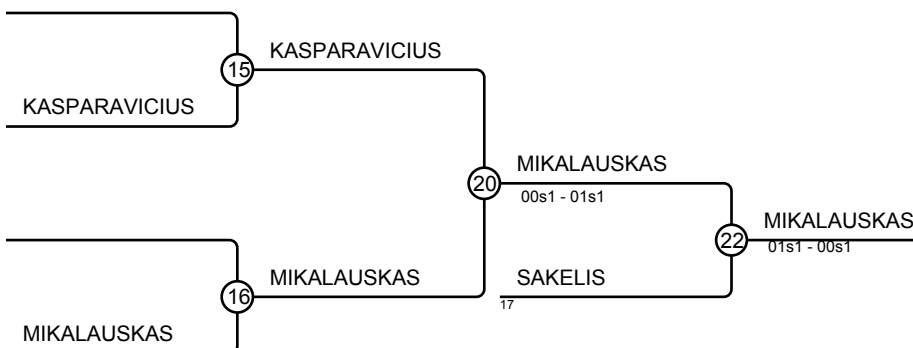 KASPARAVICIUS
15
KASPARAVICIUS
MIKALAUSKAS
20
00s1 - 01s1
MIKALAUSKAS
22
01s1 - 00s1
MIKALAUSKAS
SAKELIS
16
17
MIKALAUSKAS